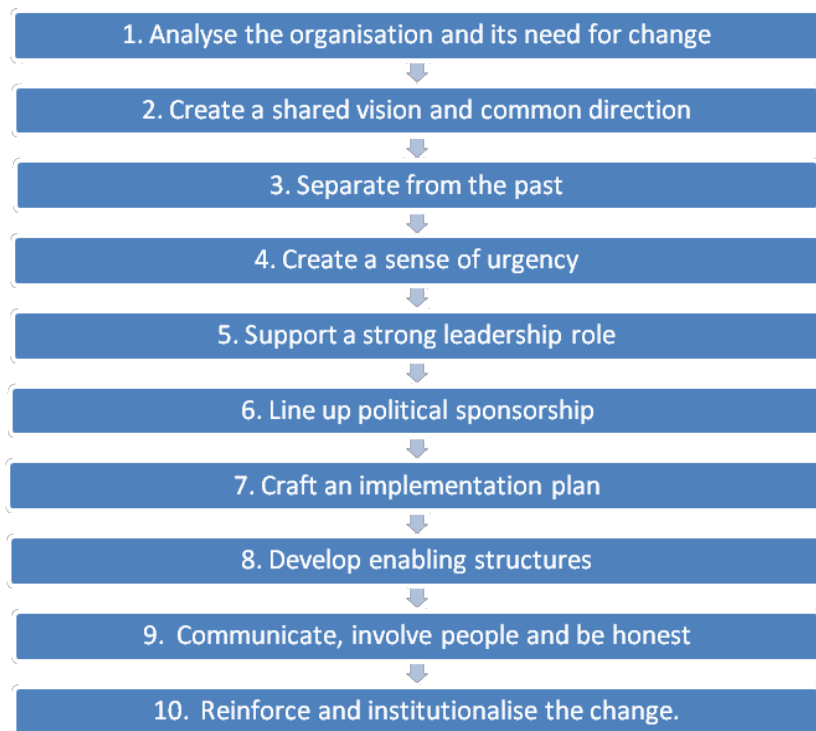 1. Analyse the organisation and its need for change
2. Create a shared vision and common direction
3. Separate from the past
4. Create a sense of urgency
5. Support a strong leadership role
6. Line up political sponsorship
7. Craft an implementation plan
8. Develop enabling structures
9. Communicate, involve people and be honest
10. Reinforce and institutionalise the change.